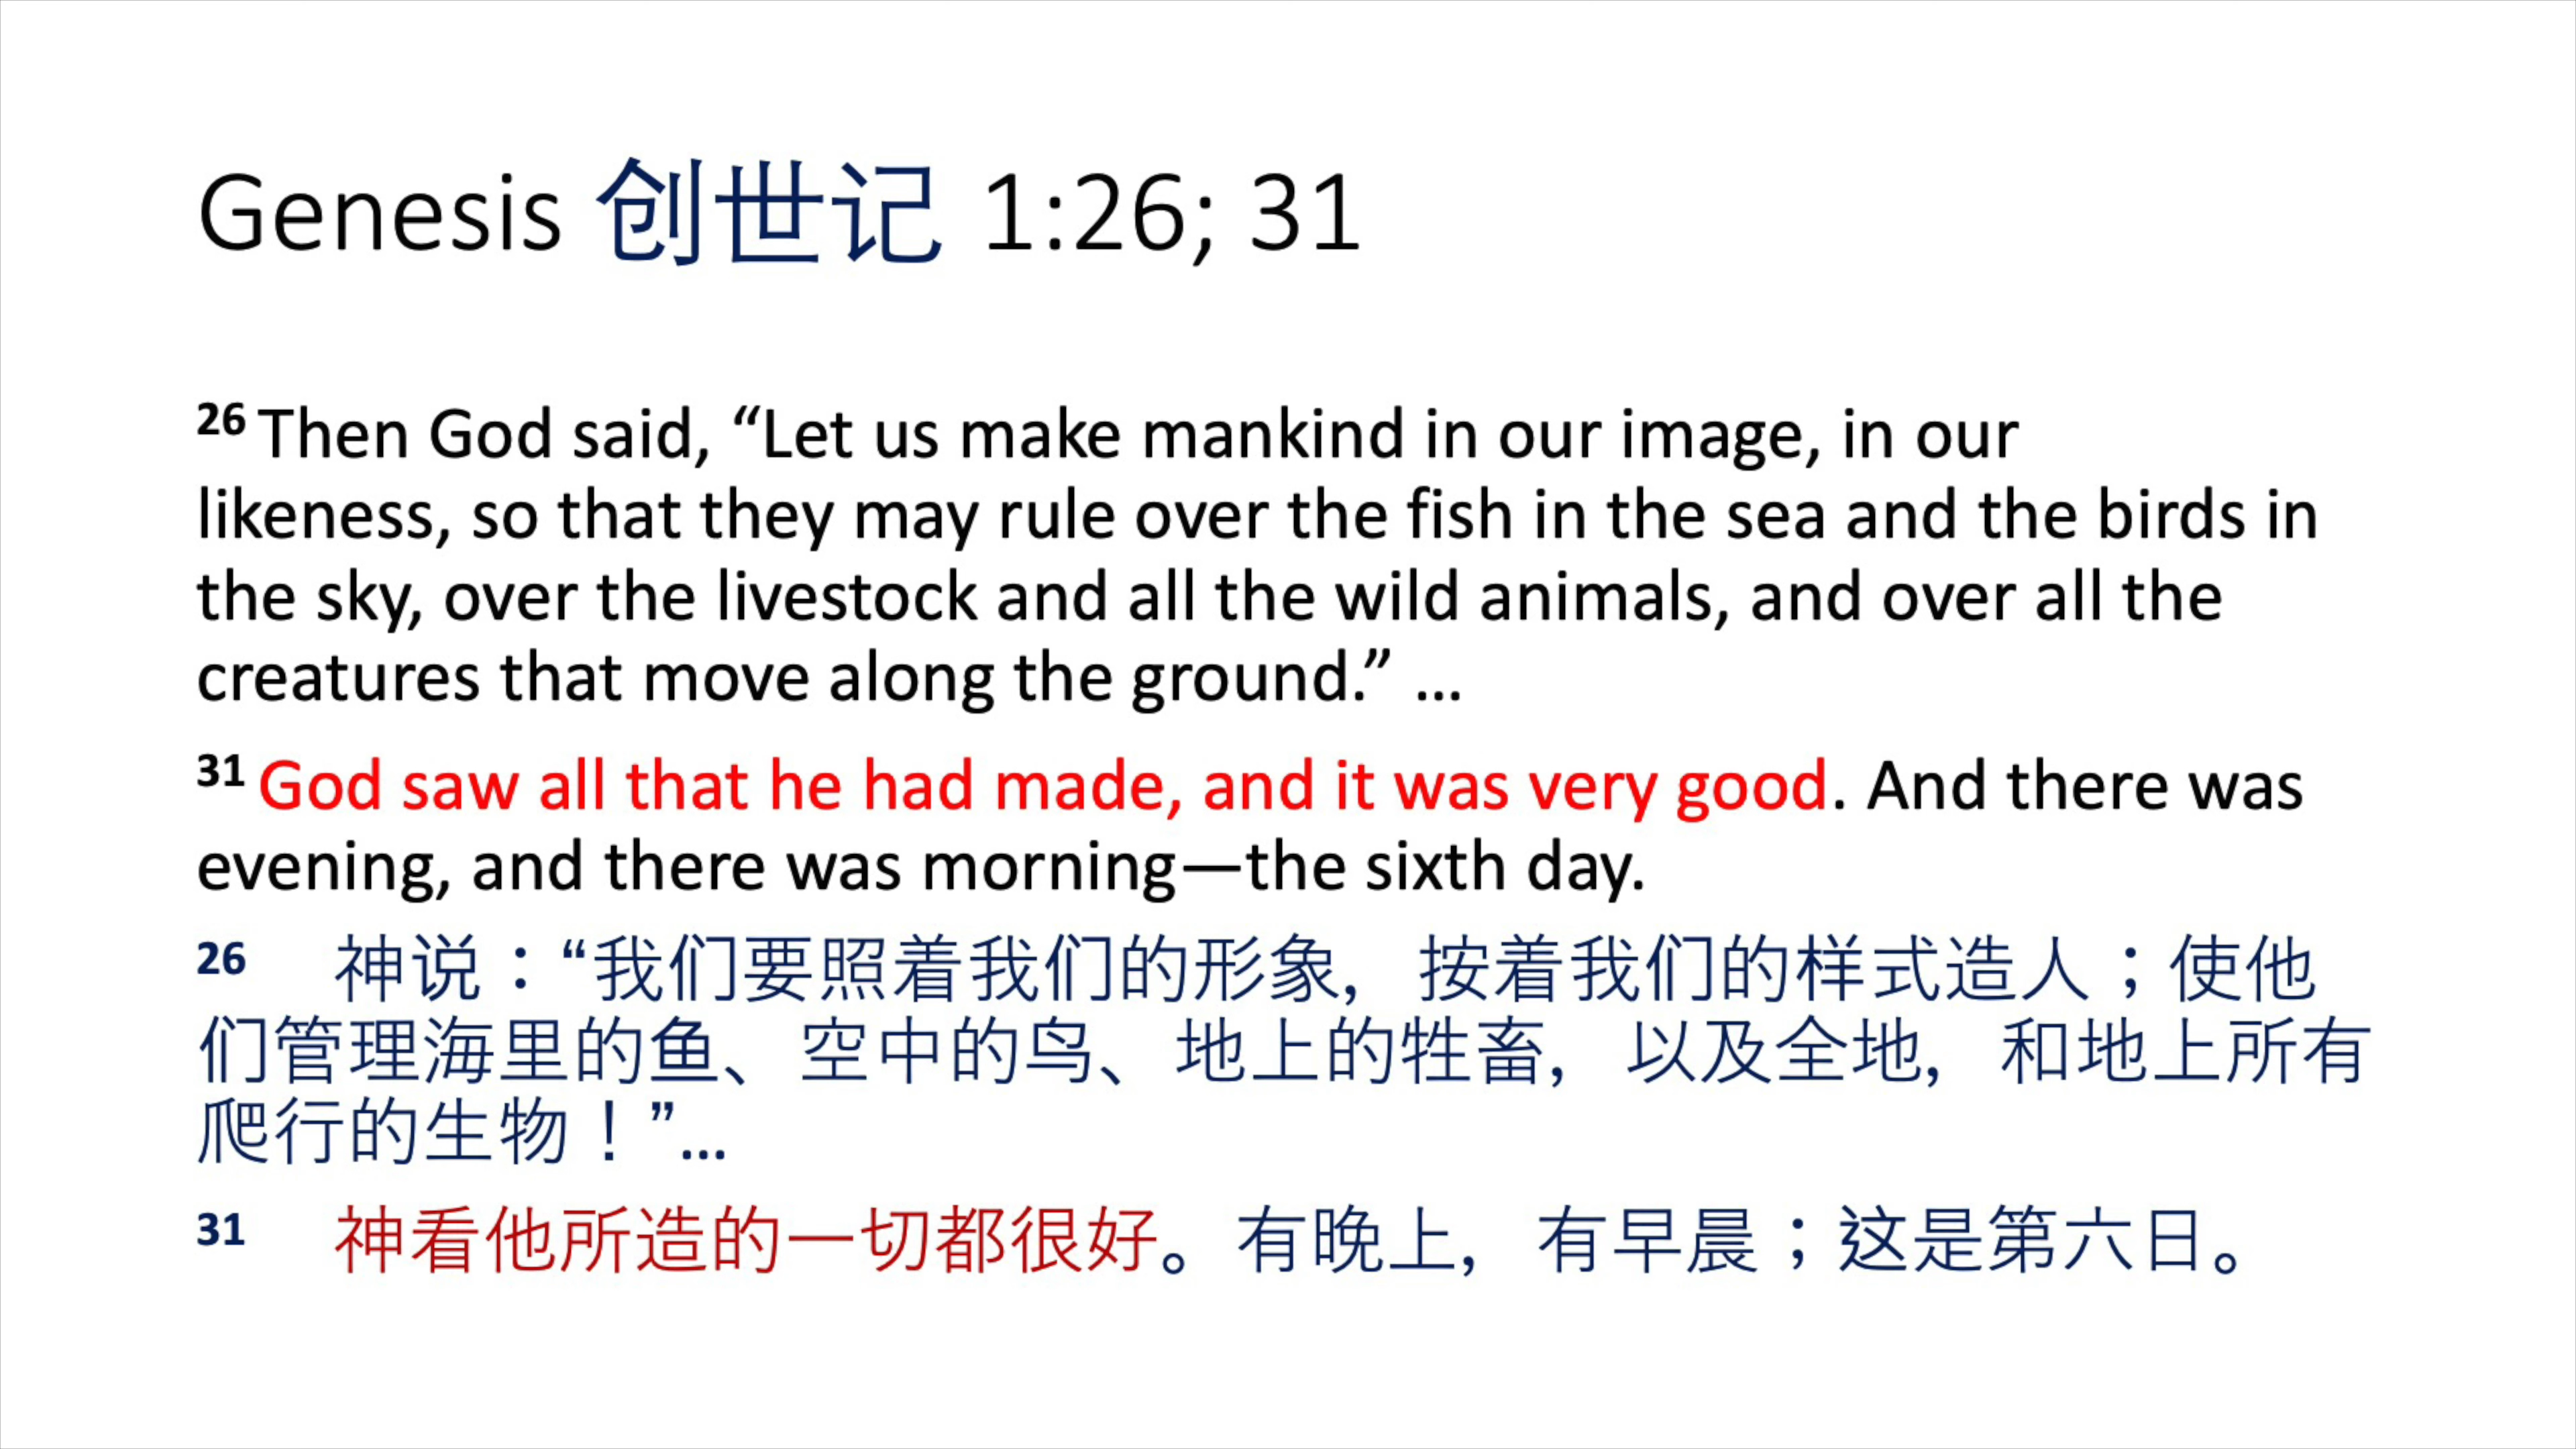 Genesis 创世记 1:26; 31
26 Then God said, “Let us make mankind in our image, in our
likeness, so that they may rule over the fish in the sea and the birds in
the sky, over the livestock and all the wild animals, and over all the
creatures that move along the ground.” …
31 God saw all that he had made, and it was very good. And there was
evening, and there was morning—the sixth day.
26 神说：“我们要照着我们的形象，按着我们的样式造人；使他
们管理海里的鱼、空中的鸟、地上的牲畜，以及全地，和地上所有
爬行的生物！”…
31 神看他所造的一切都很好。有晚上，有早晨；这是第六日。